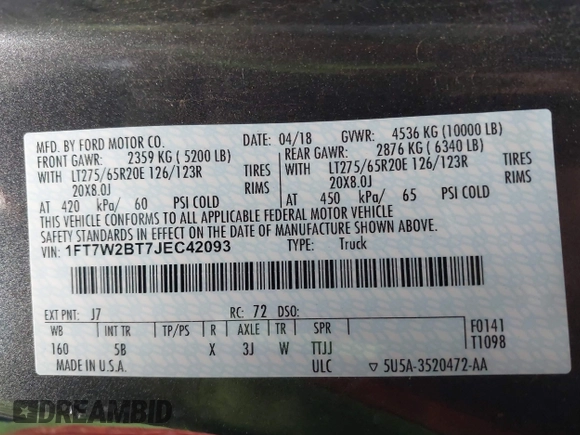 MFD. BY FORD MOTOR CO. DATE: 04/18 GVWR: 4536 KG (10000 LB)
FRONT GAWR: 2359 KG ( 5200 LB) REAR GAWR: 2876 KG ( 6340 LB)
WITH LT275/65R20E 126/123R TIRES WITH LT275/65R20E 126/123R TIRES
20X8.0J RIMS 20X8.0J RIMS
AT 420 kPa/ 60 PSI COLD AT 450 kPa/ 65 PSI COLD
THIS VEHICLE CONFORMS TO ALL APPLICABLE FEDERAL MOTOR VEHICLE
SAFETY STANDARDS IN EFFECT ON THE DATE OF MANUFACTURE SHOWN ABOVE.
VIN: 1FT7W2BT7JEC42093 TYPE: Truck
EXT PNT: J7 RC: 72 DSO:
WB INT TR TP/PS R AXLE TR SPR F0141
160 5B X 3J W TTJJ T1098
MADE IN U.S.A. ULC ▽ 5U5A-3520472-AA
DREAMBID